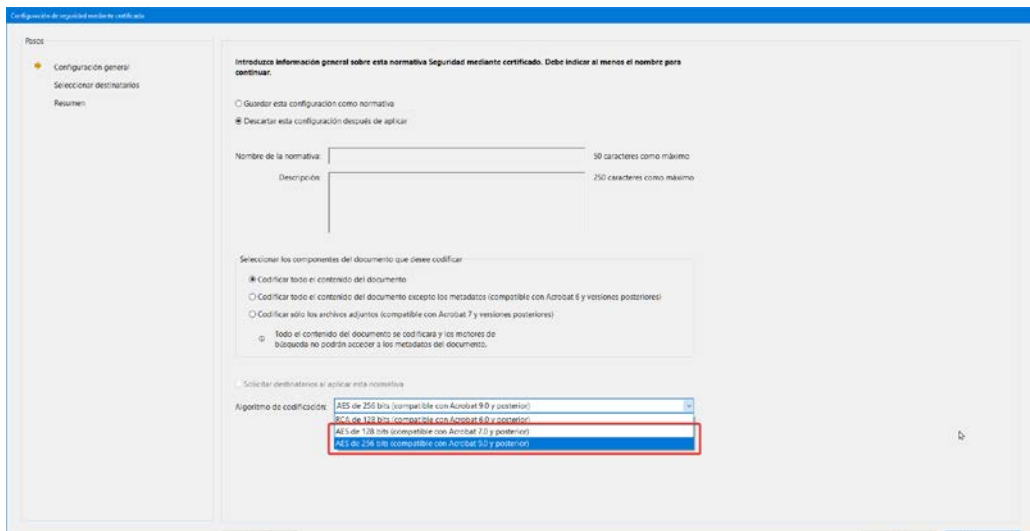 Configuración de seguridad mediante certificado
Pasos
Configuración general
Seleccionar destinatarios
Resumen
Introduzca información general sobre esta normativa Seguridad mediante certificado. Debe indicar al menos el nombre para
continuar.
Guardar esta configuración como normativa
Descartar esta configuración después de aplicar
Nombre de la normativa:
50 caracteres como máximo
Descripción:
250 caracteres como máximo
Seleccionar los componentes del documento que desee codificar
Codificar todo el contenido del documento
Codificar todo el contenido del documento excepto los metadatos (compatible con Acrobat 6 y versiones posteriores)
Codificar sólo los archivos adjuntos (compatible con Acrobat 7 y versiones posteriores)
Todo el contenido del documento se codificará y los motores de
búsqueda no podrán acceder a los metadatos del documento.
Solicitar destinatarios al aplicar esta normativa
Algoritmo de codificación: AES de 256 bits (compatible con Acrobat 9.0 y posterior)
RC4 de 128 bits (compatible con Acrobat 6.0 y posterior)
AES de 128 bits (compatible con Acrobat 7.0 y posterior)
AES de 256 bits (compatible con Acrobat 9.0 y posterior)